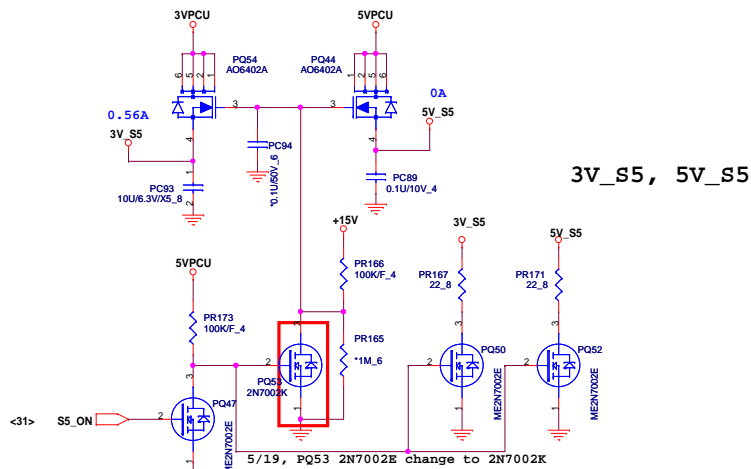 3VPCU
5VPCU
PQ54
AO6402A
PQ44
AO6402A
6
5
2
1
1
2
5
6
3
3
4
4
0.56A
0A
3V_S5
5V_S5
PC94
*0.1U/50V_6
1
PC93
10U/6.3V/X5_8
2
PC89
0.1U/10V_4
3V_S5, 5V_S5
+15V
3V_S5
5V_S5
5VPCU
PR166
100K/F_4
PR167
22_8
PR171
22_8
PR173
100K/F_4
PR165
*1M_6
3
2
1
PQ53
2N7002K
3
2
1
PQ50
ME2N7002E
3
2
1
PQ52
ME2N7002E
<31>
S5_ON
3
2
1
PQ47
ME2N7002E
5/19, PQ53 2N7002E change to 2N7002K